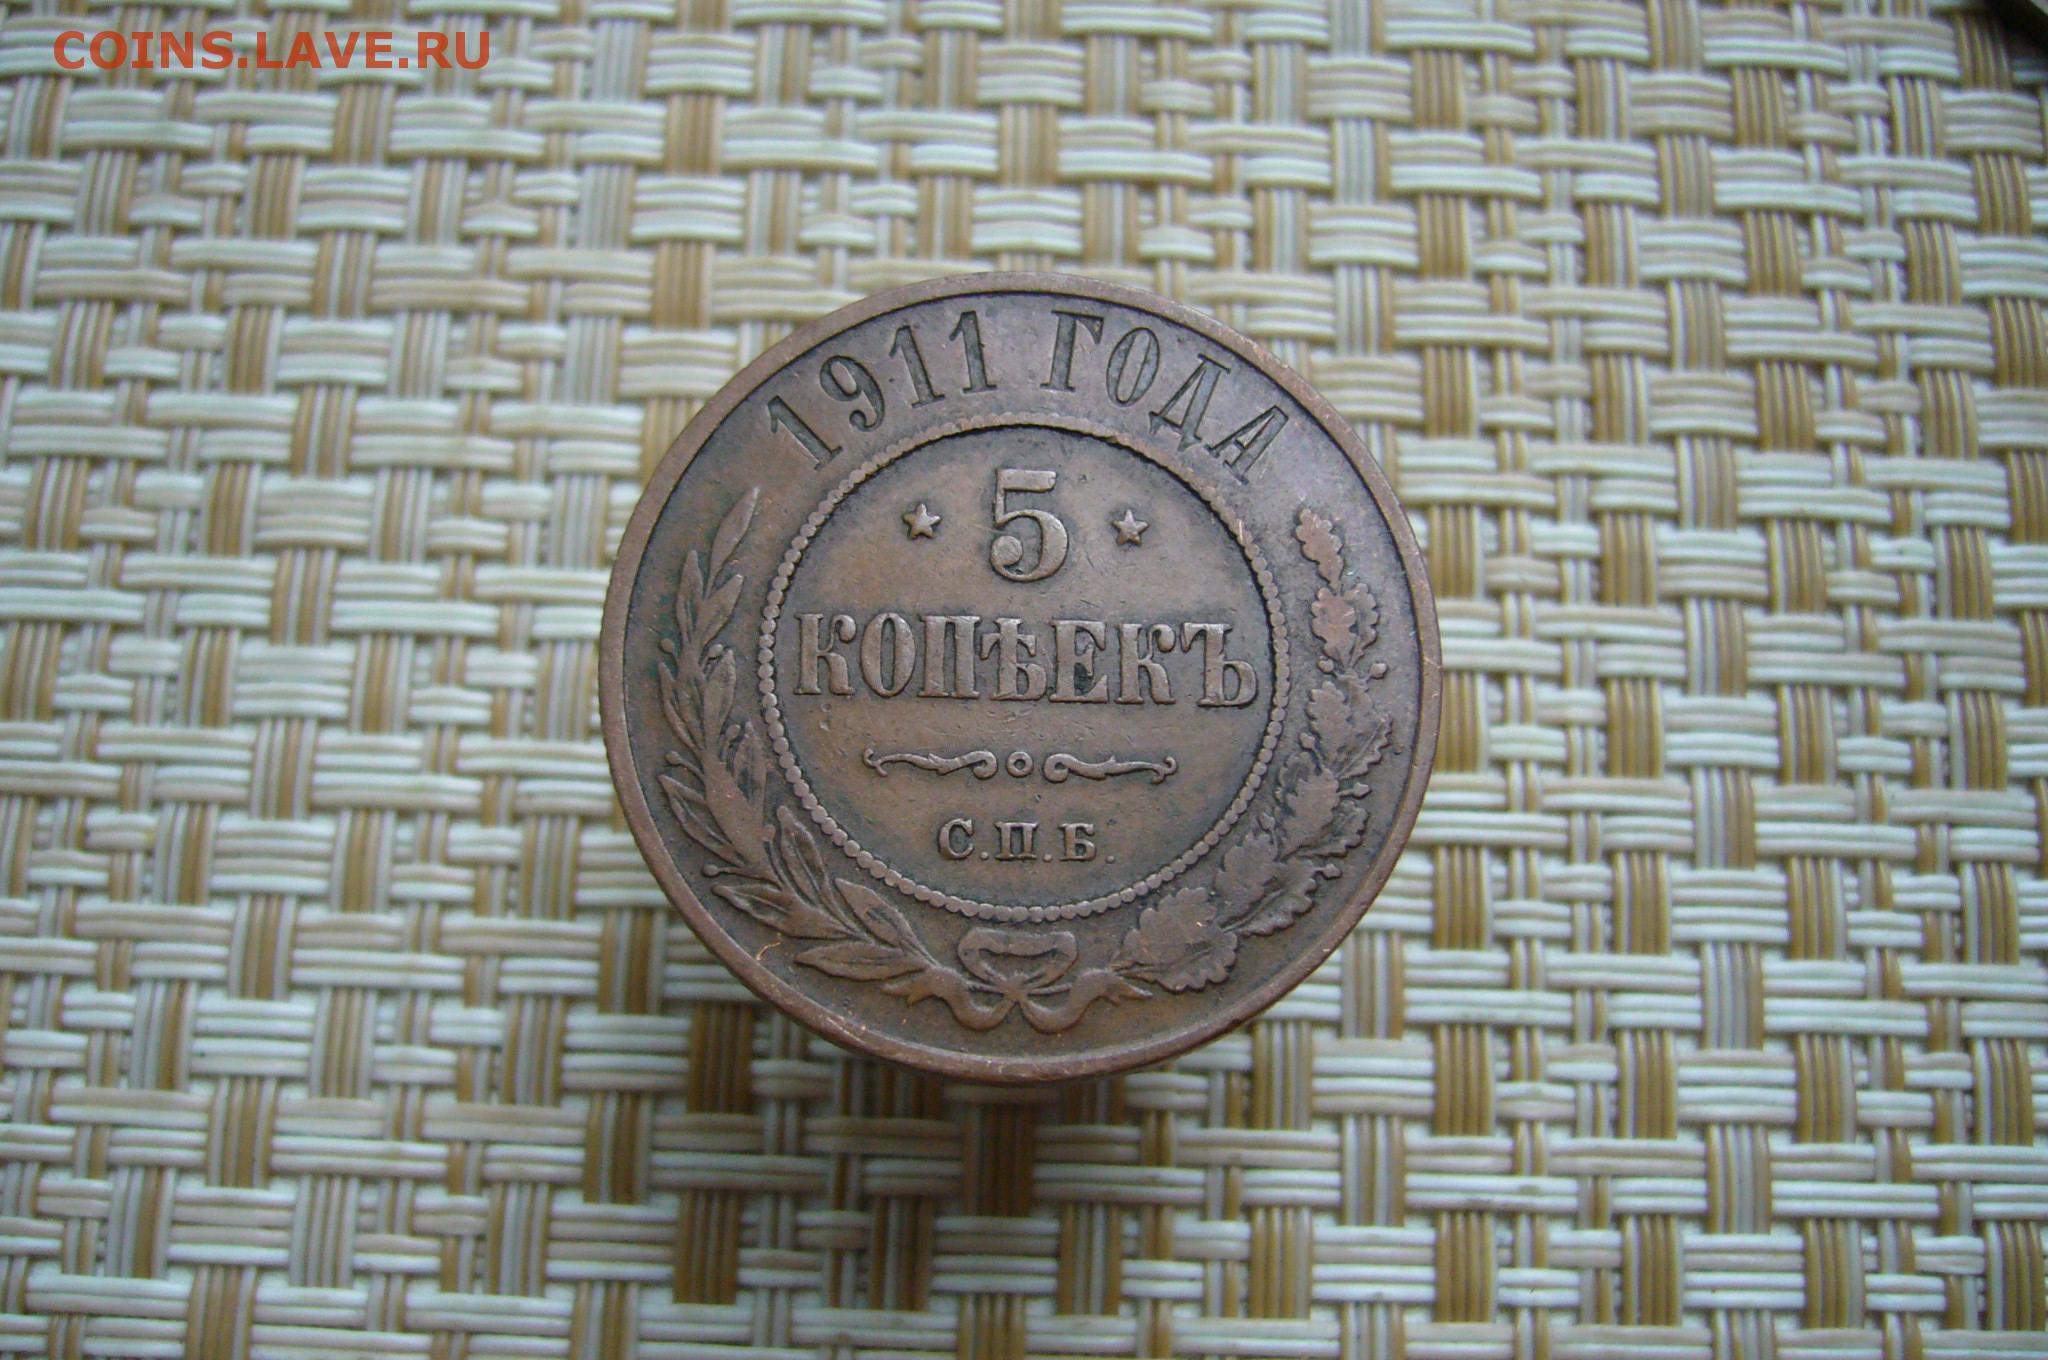 COINS.LAVE.RU
1911 ГОДА
5
КОПѢЕКЪ
С.П.Б.